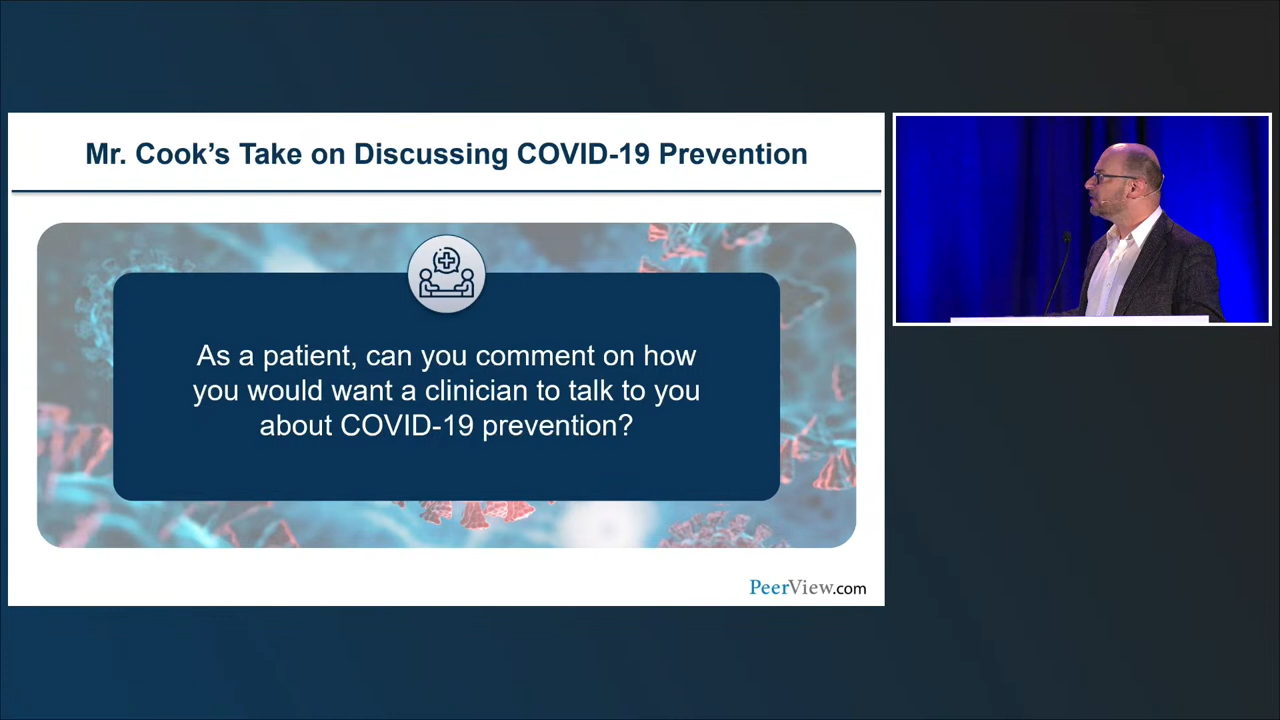 Mr. Cook's Take on Discussing COVID-19 Prevention
As a patient, can you comment on how
you would want a clinician to talk to you
about COVID-19 prevention?
PeerView.com